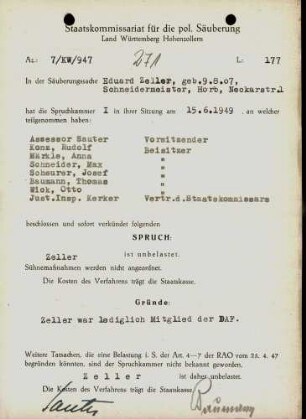 Staatskommissariat für die pol. Säuberung
Land Württemberg Hohenzollern
Az.: 7/KW/947 271 L: 177
In der Säuberungssache Eduard Zeller, geb.9.8.07,
Schneidermeister, Horb, Neckarstr.1
hat die Spruchkammer I in ihrer Sitzung am 15.6.1949 an welcher
teilgenommen haben:
Assessor Sauter Vorsitzender
Konz, Rudolf Beisitzer
Märkle, Anna "
Schneider, Max "
Scheurer, Josef "
Baumann, Thomas "
Wick, Otto "
Just.Insp. Kerker Vertr.d.Staatskommissars
beschlossen und sofort verkündet folgenden
SPRUCH:
Zeller ist unbelastet.
Sühnemaßnahmen werden nicht angeordnet.
Die Kosten des Verfahrens trägt die Staatskasse.
Gründe:
Zeller war lediglich Mitglied der DAF.
Weitere Tatsachen, die eine Belastung i. S. der Art. 4—7 der RAO vom 28. 4. 47
begründen könnten, sind der Spruchkammer nicht bekannt geworden.
Zeller ist daher unbelastet.
Die Kosten des Verfahrens trägt die Staatskasse.
Sauter Baumann